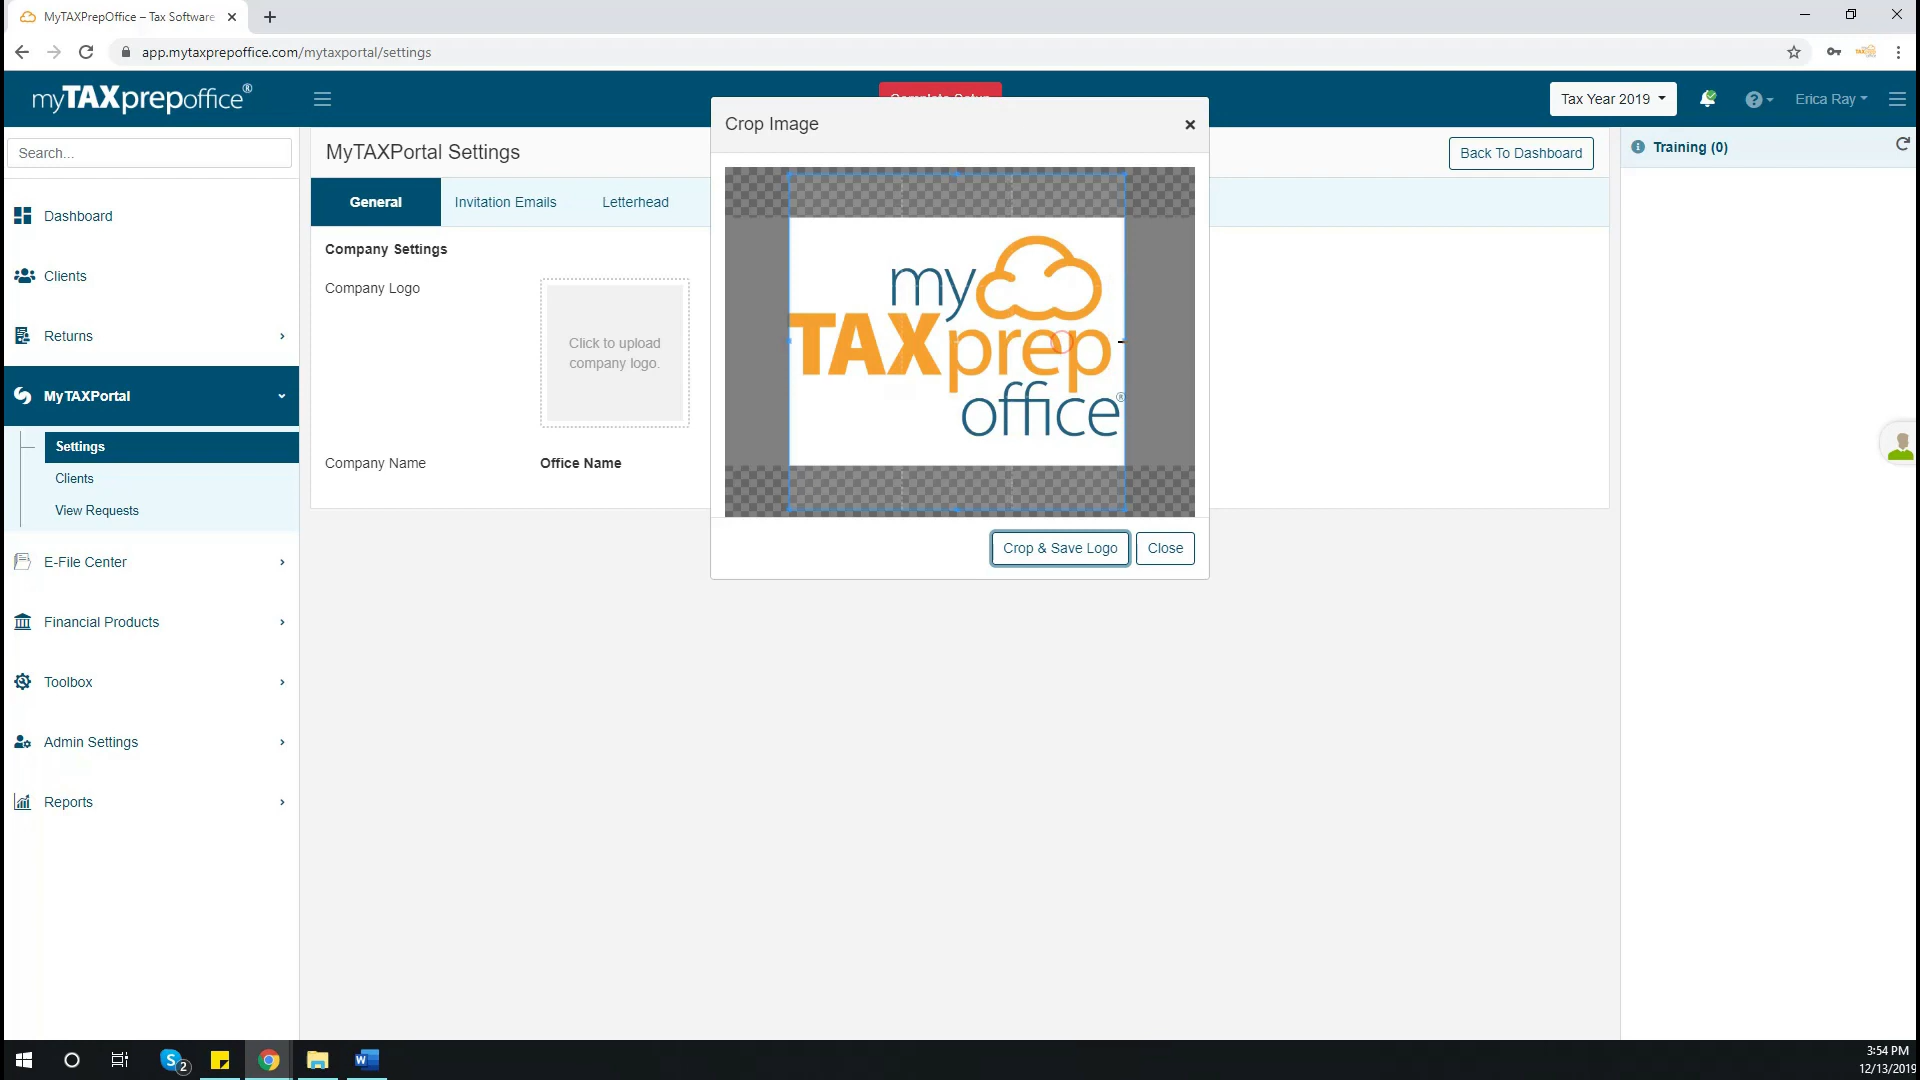 MyTAXPrepOffice – Tax Software
app.mytaxprepoffice.com/mytaxportal/settings
myTAXprepoffice®
Complete Setup
Tax Year 2019
Erica Ray
Search...
Dashboard
Clients
Returns
MyTAXPortal
Settings
Clients
View Requests
E-File Center
Financial Products
Toolbox
Admin Settings
Reports
MyTAXPortal Settings
Back To Dashboard
General
Invitation Emails
Letterhead
Company Settings
Company Logo
Click to upload
company logo.
Company Name
Office Name
Crop Image
×
my
TAXprep
office®
Crop & Save Logo
Close
Training (0)
S
2
W
3:54 PM
12/13/2019